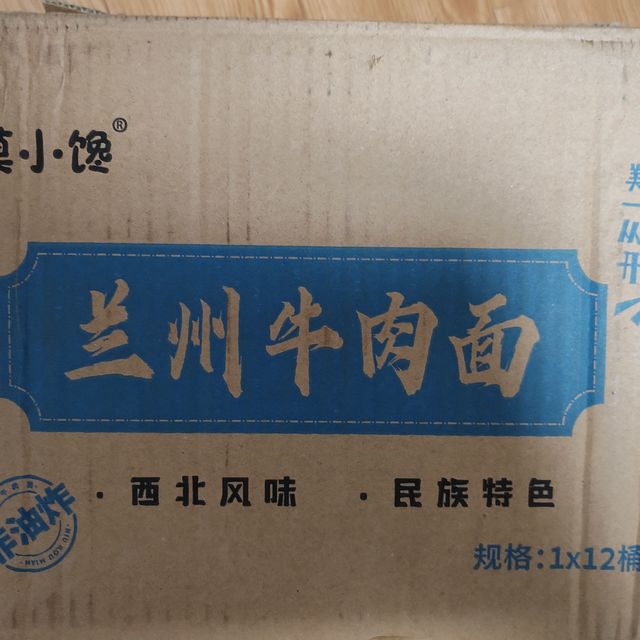 莫小·馋®
兰州牛肉面
·西北风味 ·民族特色
油炸
规格:1x12桶